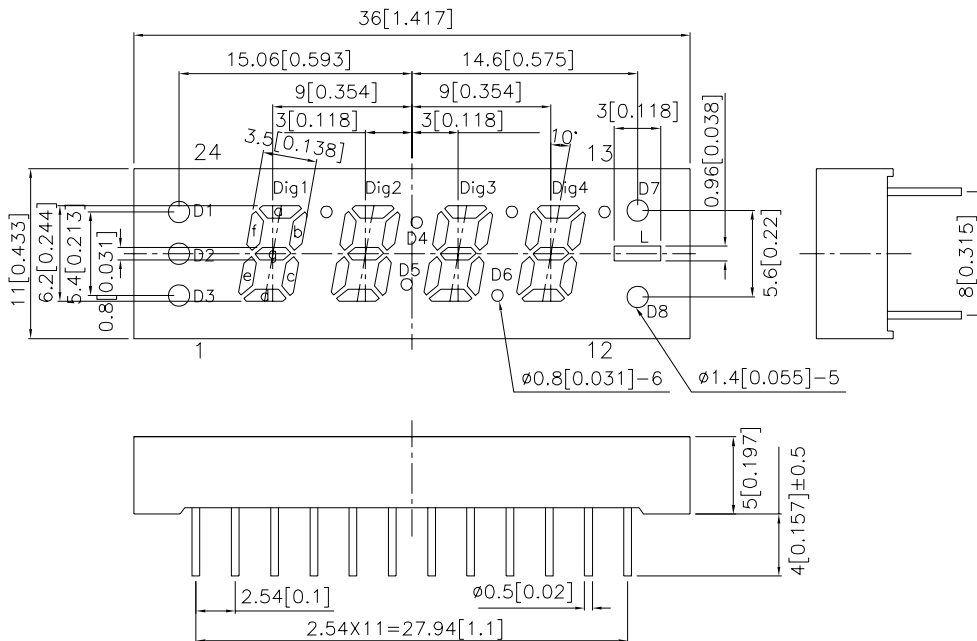 36[1.417]
15.06[0.593]
14.6[0.575]
9[0.354]
9[0.354]
3[0.118]
3[0.118]
3[0.118]
3.5[0.138]
10°
0.96[0.038]
24
13
Dig1
Dig2
Dig3
Dig4
D7
D1
a
f
b
D4
L
D2
g
D5
D6
e
c
D3
d
D8
11[0.433]
6.2[0.244]
5.4[0.213]
0.8[0.031]
5.6[0.22]
8[0.315]
1
12
ø0.8[0.031]-6
ø1.4[0.055]-5
5[0.197]
4[0.157]±0.5
2.54[0.1]
ø0.5[0.02]
2.54X11=27.94[1.1]